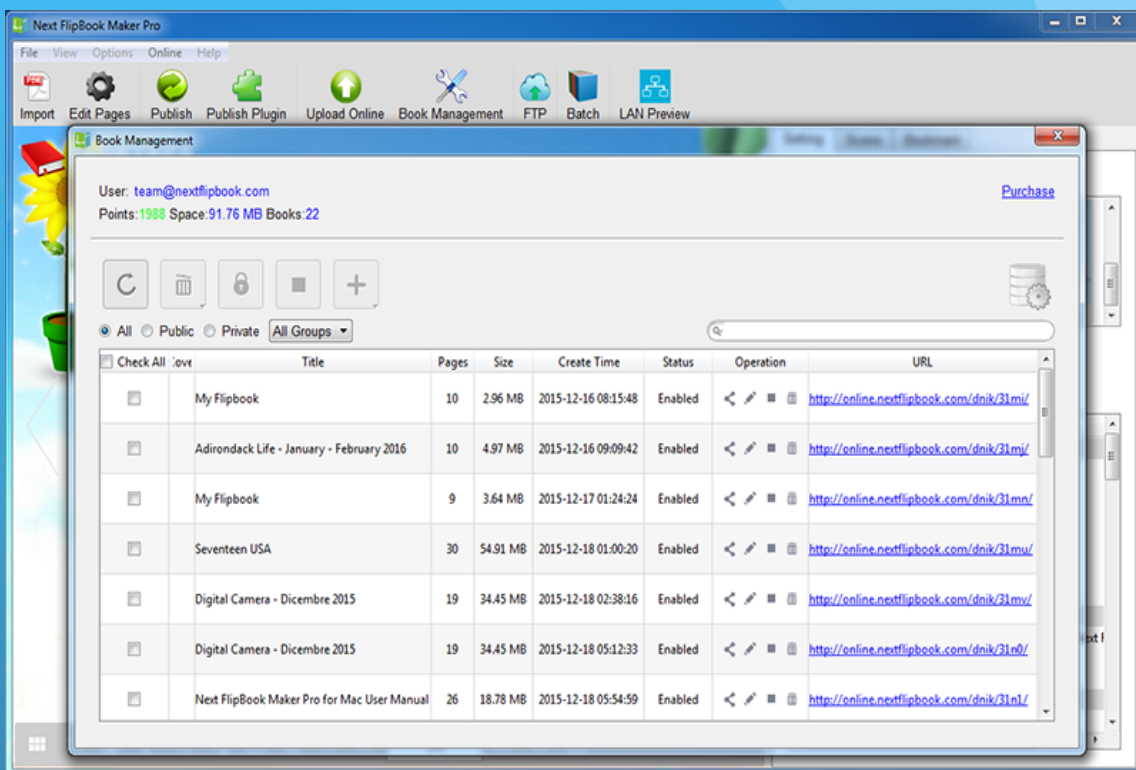 Next FlipBook Maker Pro
File View Options Online Help
Import Edit Pages Publish Publish Plugin Upload Online Book Management FTP Batch LAN Preview
Book Management
User: team@nextflipbook.com Purchase
Points:1988 Space:91.76 MB Books:22
All Public Private All Groups
Check All Title Pages Size Create Time Status Operation URL
My Flipbook 10 2.96 MB 2015-12-16 08:15:48 Enabled http://online.nextflipbook.com/dnik/31mi/
Adirondack Life - January - February 2016 10 4.97 MB 2015-12-16 09:09:42 Enabled http://online.nextflipbook.com/dnik/31mj/
My Flipbook 9 3.64 MB 2015-12-17 01:24:24 Enabled http://online.nextflipbook.com/dnik/31mn/
Seventeen USA 30 54.91 MB 2015-12-18 01:00:20 Enabled http://online.nextflipbook.com/dnik/31mu/
Digital Camera - Dicembre 2015 19 34.45 MB 2015-12-18 02:38:16 Enabled http://online.nextflipbook.com/dnik/31mv/
Digital Camera - Dicembre 2015 19 34.45 MB 2015-12-18 05:12:33 Enabled http://online.nextflipbook.com/dnik/31n0/
Next FlipBook Maker Pro for Mac User Manual 26 18.78 MB 2015-12-18 05:54:59 Enabled http://online.nextflipbook.com/dnik/31n1/